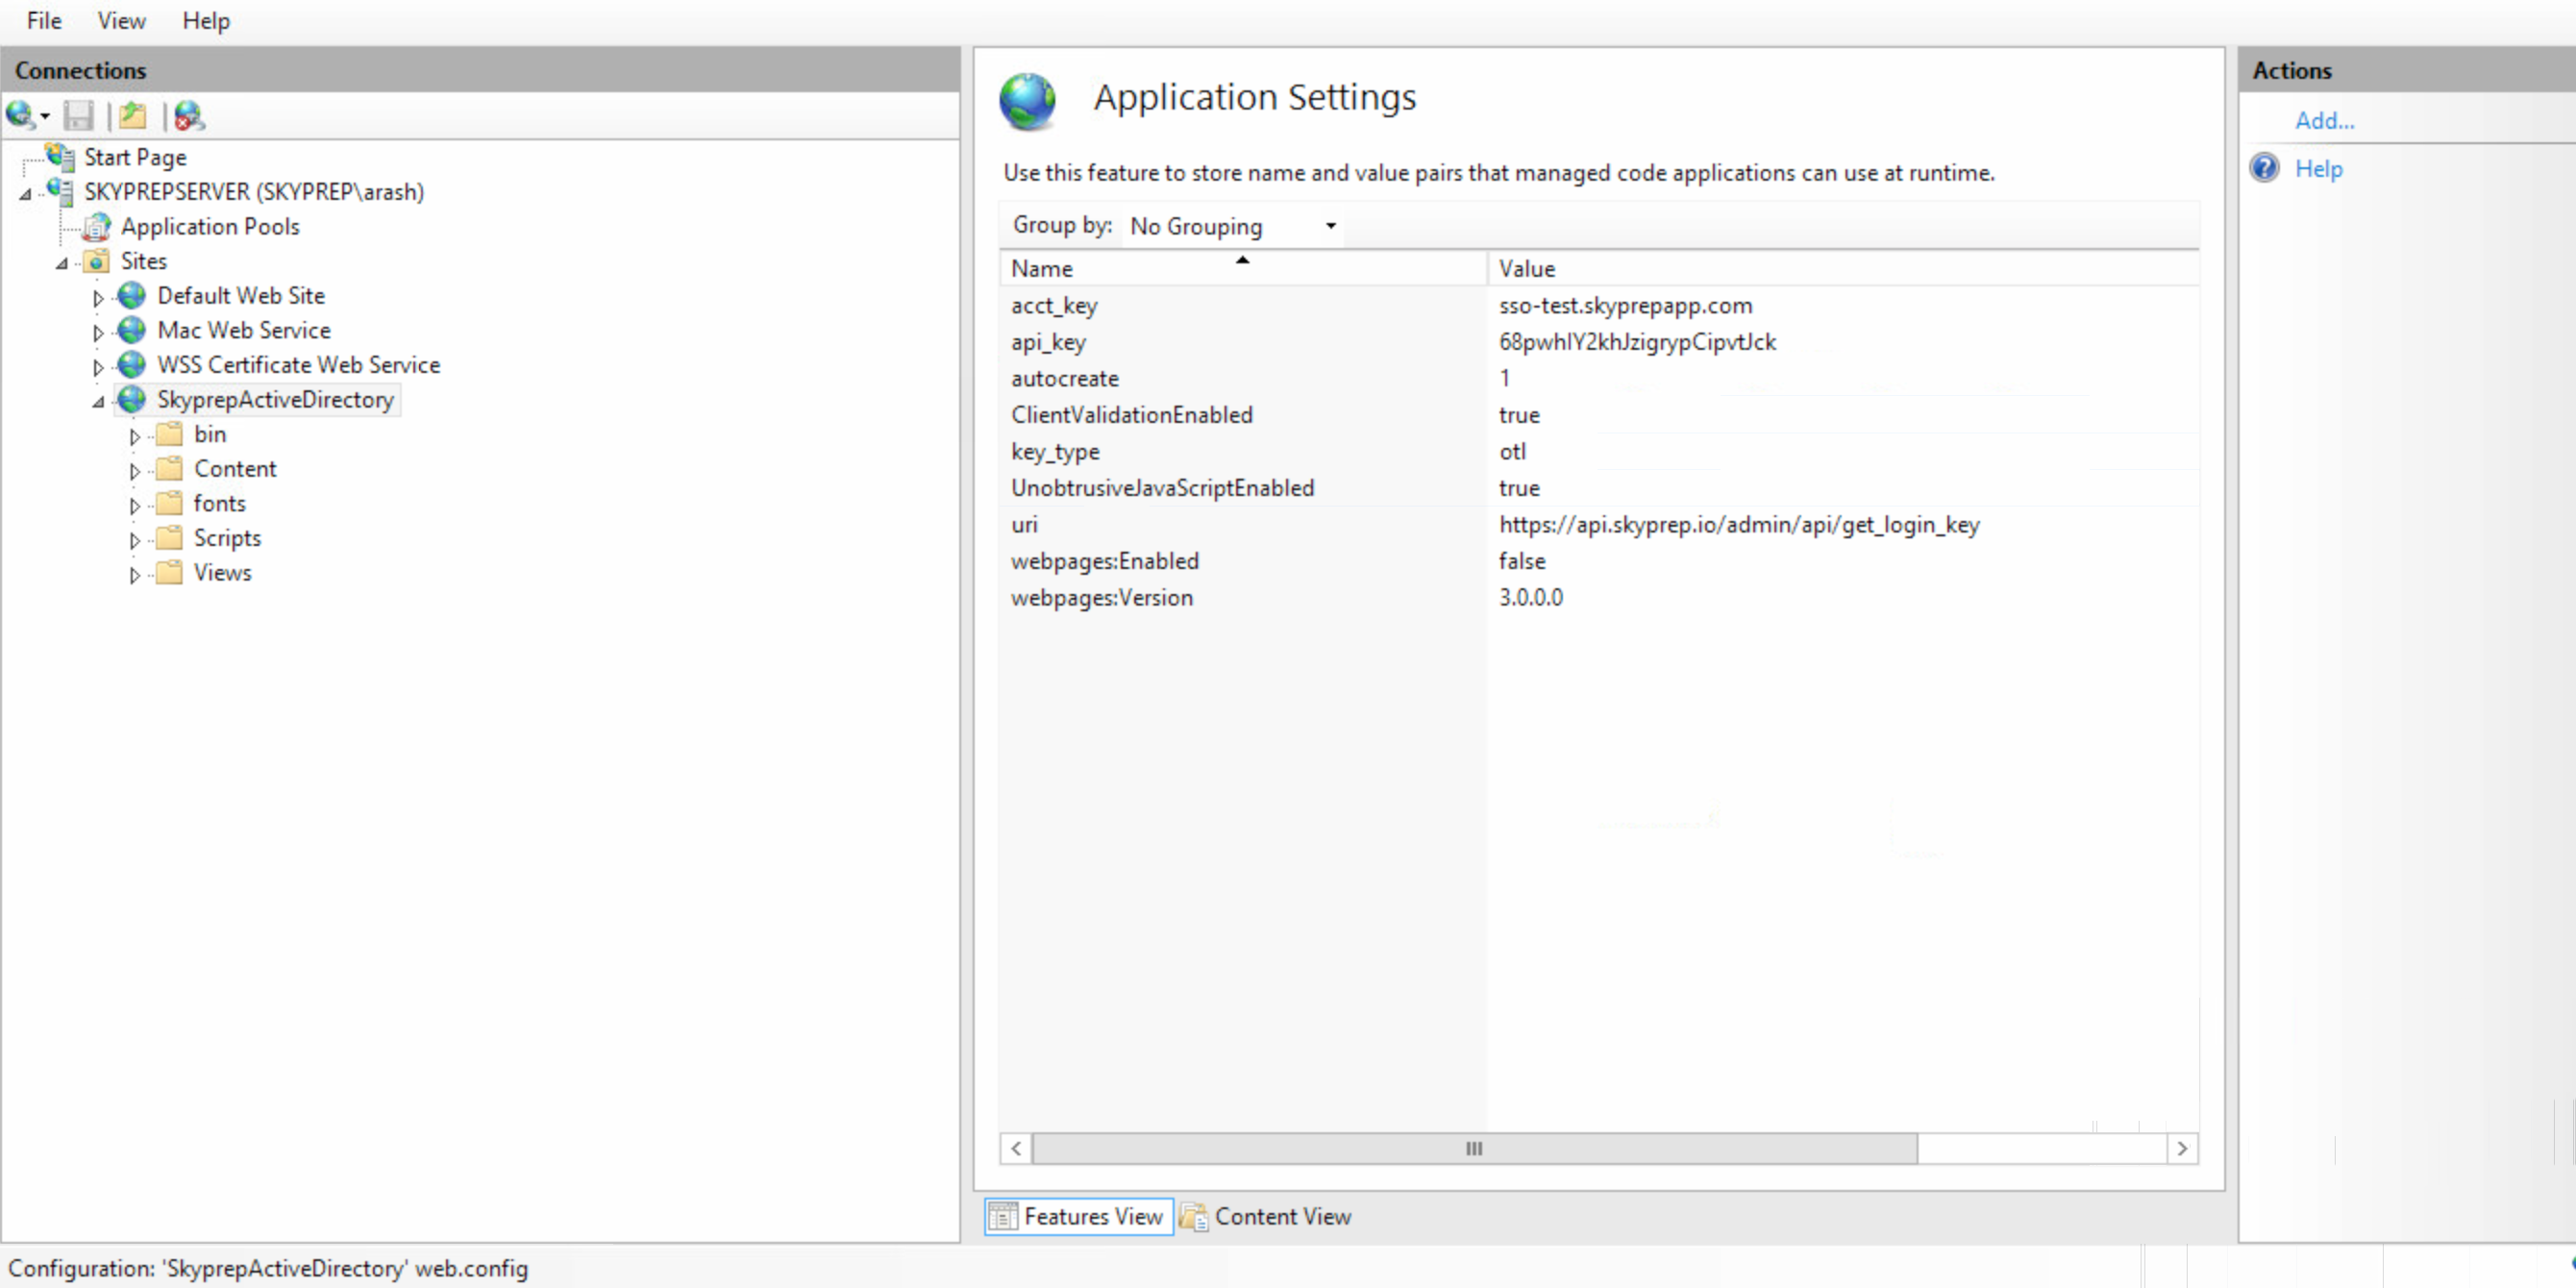 File View Help
Connections
Start Page
SKYPREPSERVER (SKYPREP\arash)
Application Pools
Sites
Default Web Site
Mac Web Service
WSS Certificate Web Service
SkyprepActiveDirectory
bin
Content
fonts
Scripts
Views
Application Settings
Use this feature to store name and value pairs that managed code applications can use at runtime.
Group by: No Grouping
Name Value
acct_key sso-test.skyprepapp.com
api_key 68pwhIY2khJzigrypCipvtJck
autocreate 1
ClientValidationEnabled true
key_type otl
UnobtrusiveJavaScriptEnabled true
uri https://api.skyprep.io/admin/api/get_login_key
webpages:Enabled false
webpages:Version 3.0.0.0
Features View Content View
Actions
Add...
Help
Configuration: 'SkyprepActiveDirectory' web.config